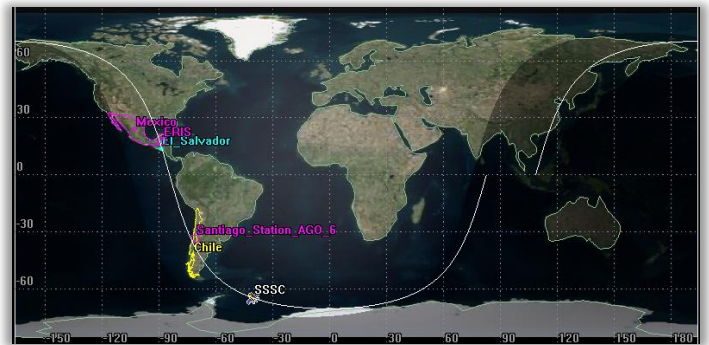 60
30
Mexico
ERIS
El_Salvador
0
-30
Santiago_Station_AGO_6
Chile
-60
SSSC
-150 -120 -90 -60 -30 0 30 60 90 120 150 180